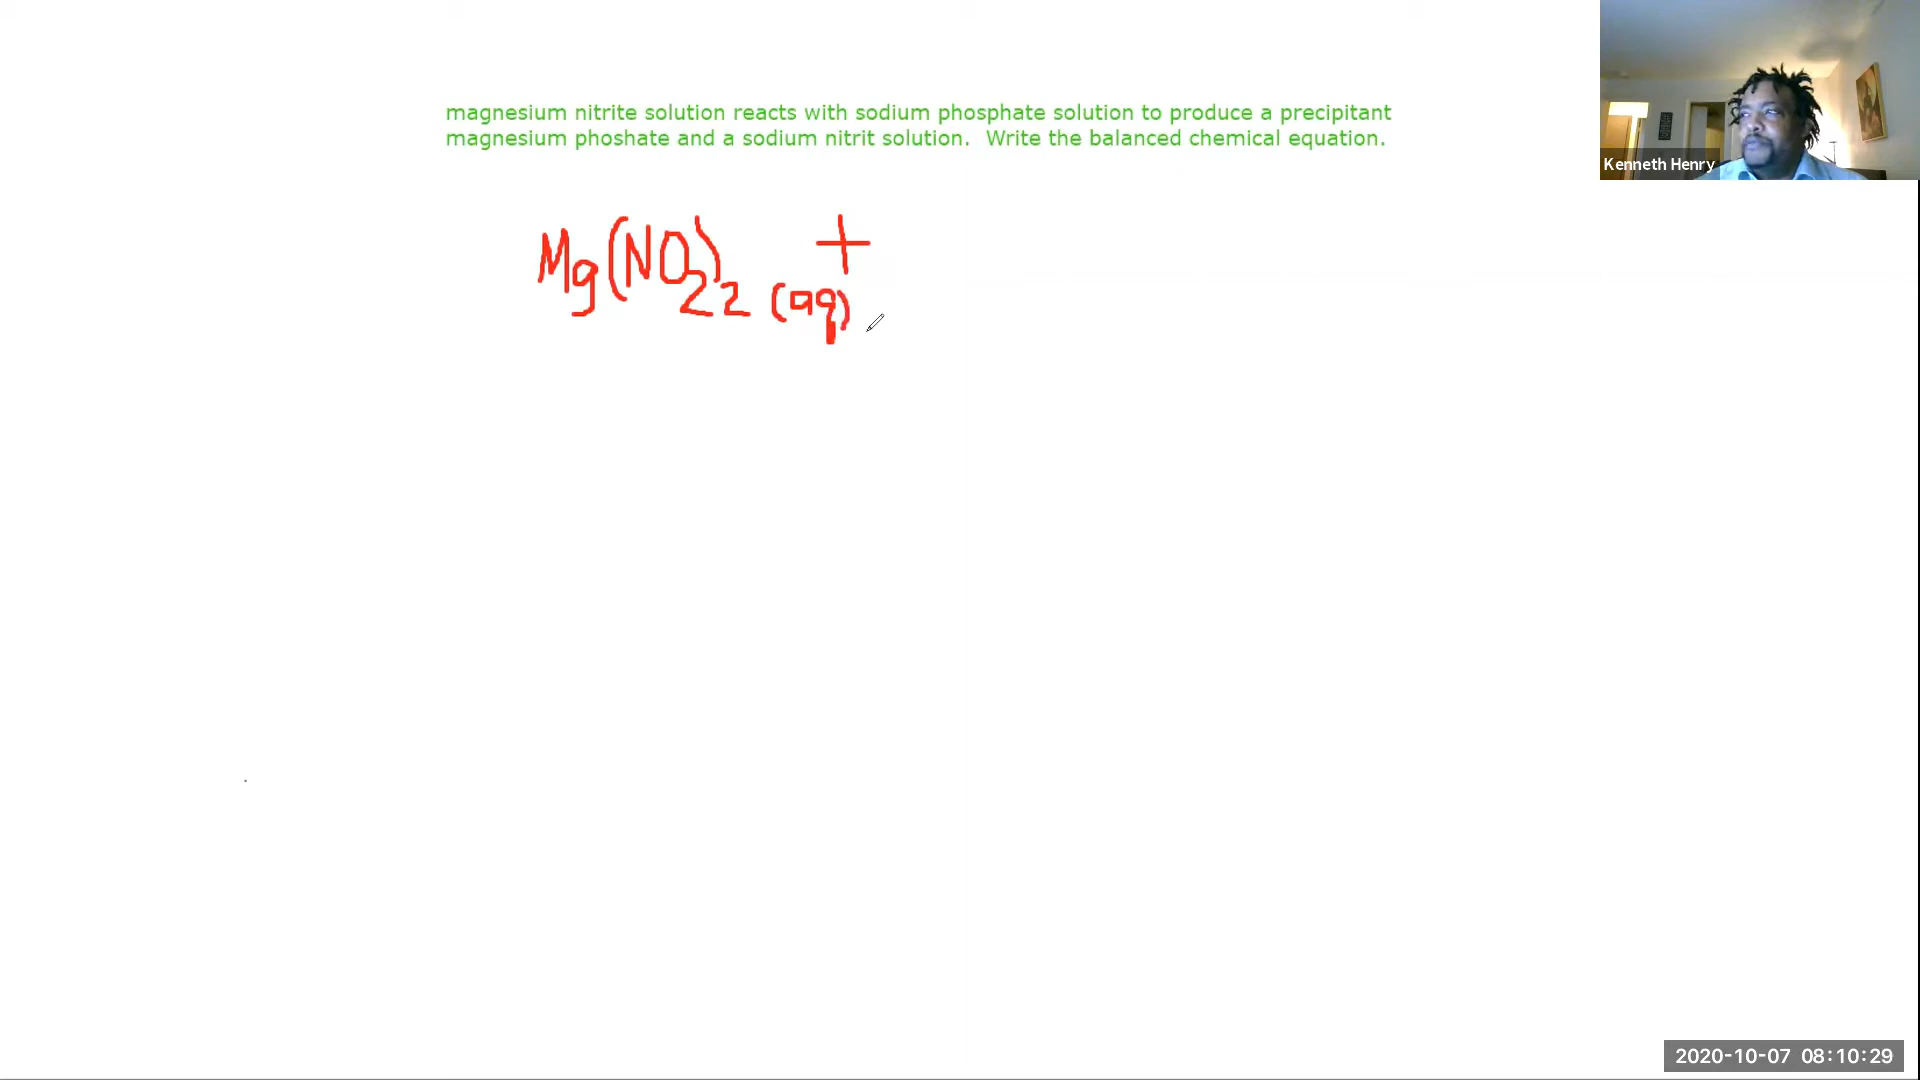 magnesium nitrite solution reacts with sodium phosphate solution to produce a precipitant
magnesium phoshate and a sodium nitrit solution.  Write the balanced chemical equation.
Kenneth Henry
Mg(NO2)2 (aq) +
2020-10-07 08:10:29